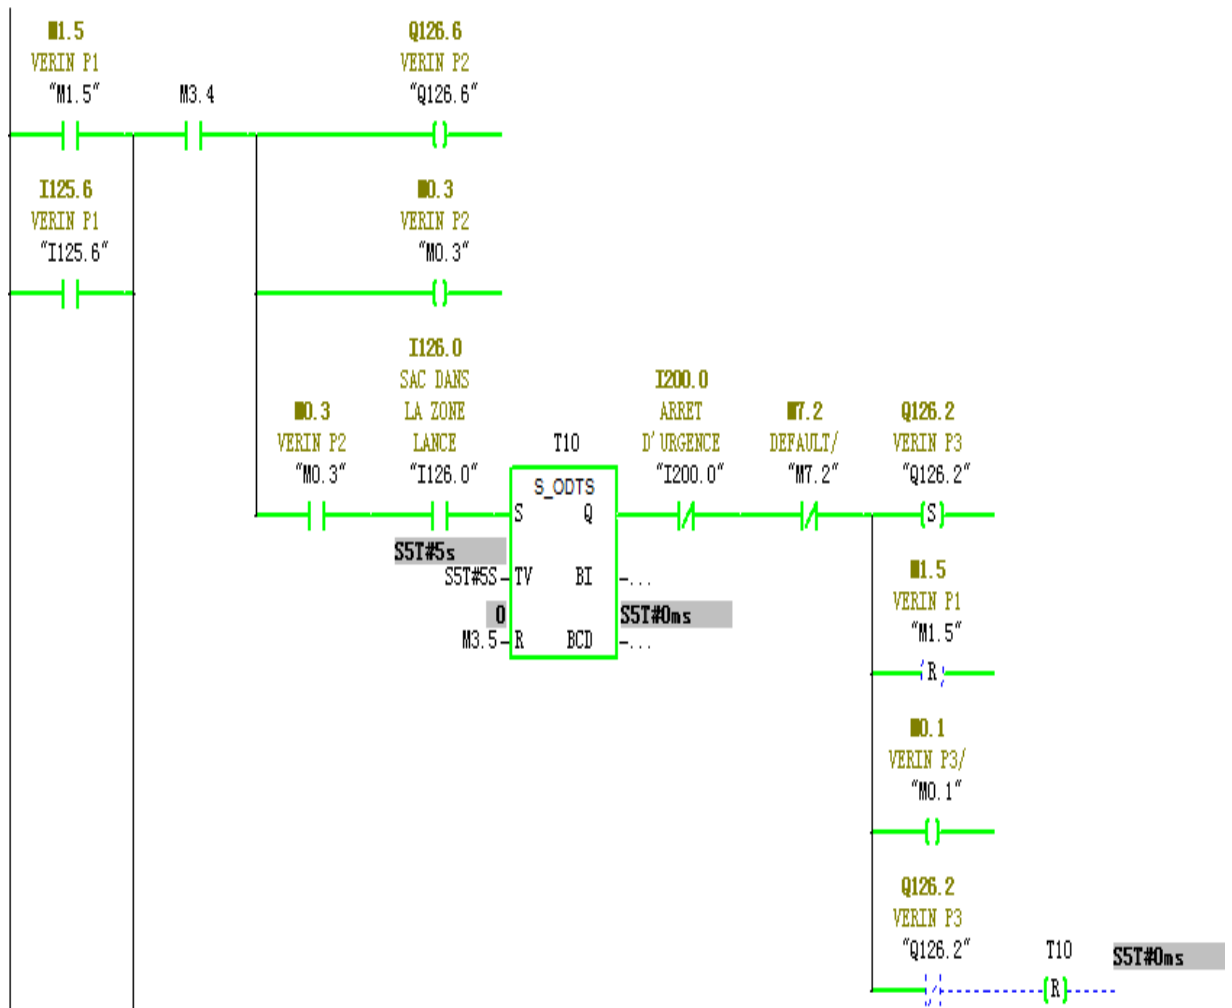 M1.5
VERIN P1
"M1.5"
M3.4
Q126.6
VERIN P2
"Q126.6"
I125.6
VERIN P1
"I125.6"
M0.3
VERIN P2
"M0.3"
M0.3
VERIN P2
"M0.3"
I126.0
SAC DANS
LA ZONE
LANCE
"I126.0"
T10
S_ODTS
S
Q
S5T#5s
S5T#5S
TV
BI
...
0
S5T#0ms
M3.5
R
BCD
...
I200.0
ARRET
D'URGENCE
"I200.0"
M7.2
DEFAULT/
"M7.2"
Q126.2
VERIN P3
"Q126.2"
S
M1.5
VERIN P1
"M1.5"
R
M0.1
VERIN P3/
"M0.1"
Q126.2
VERIN P3
"Q126.2"
T10
R
S5T#0ms